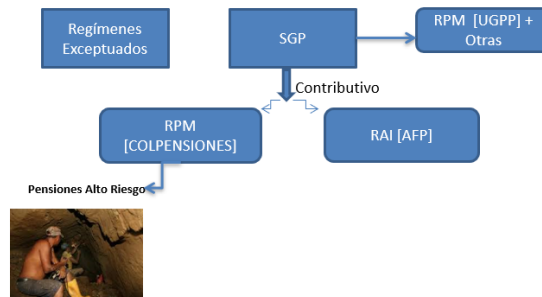 Regímenes
Exceptuados
SGP
RPM [UGPP] +
Otras
Contributivo
RPM
[COLPENSIONES]
RAI [AFP]
Pensiones Alto Riesgo